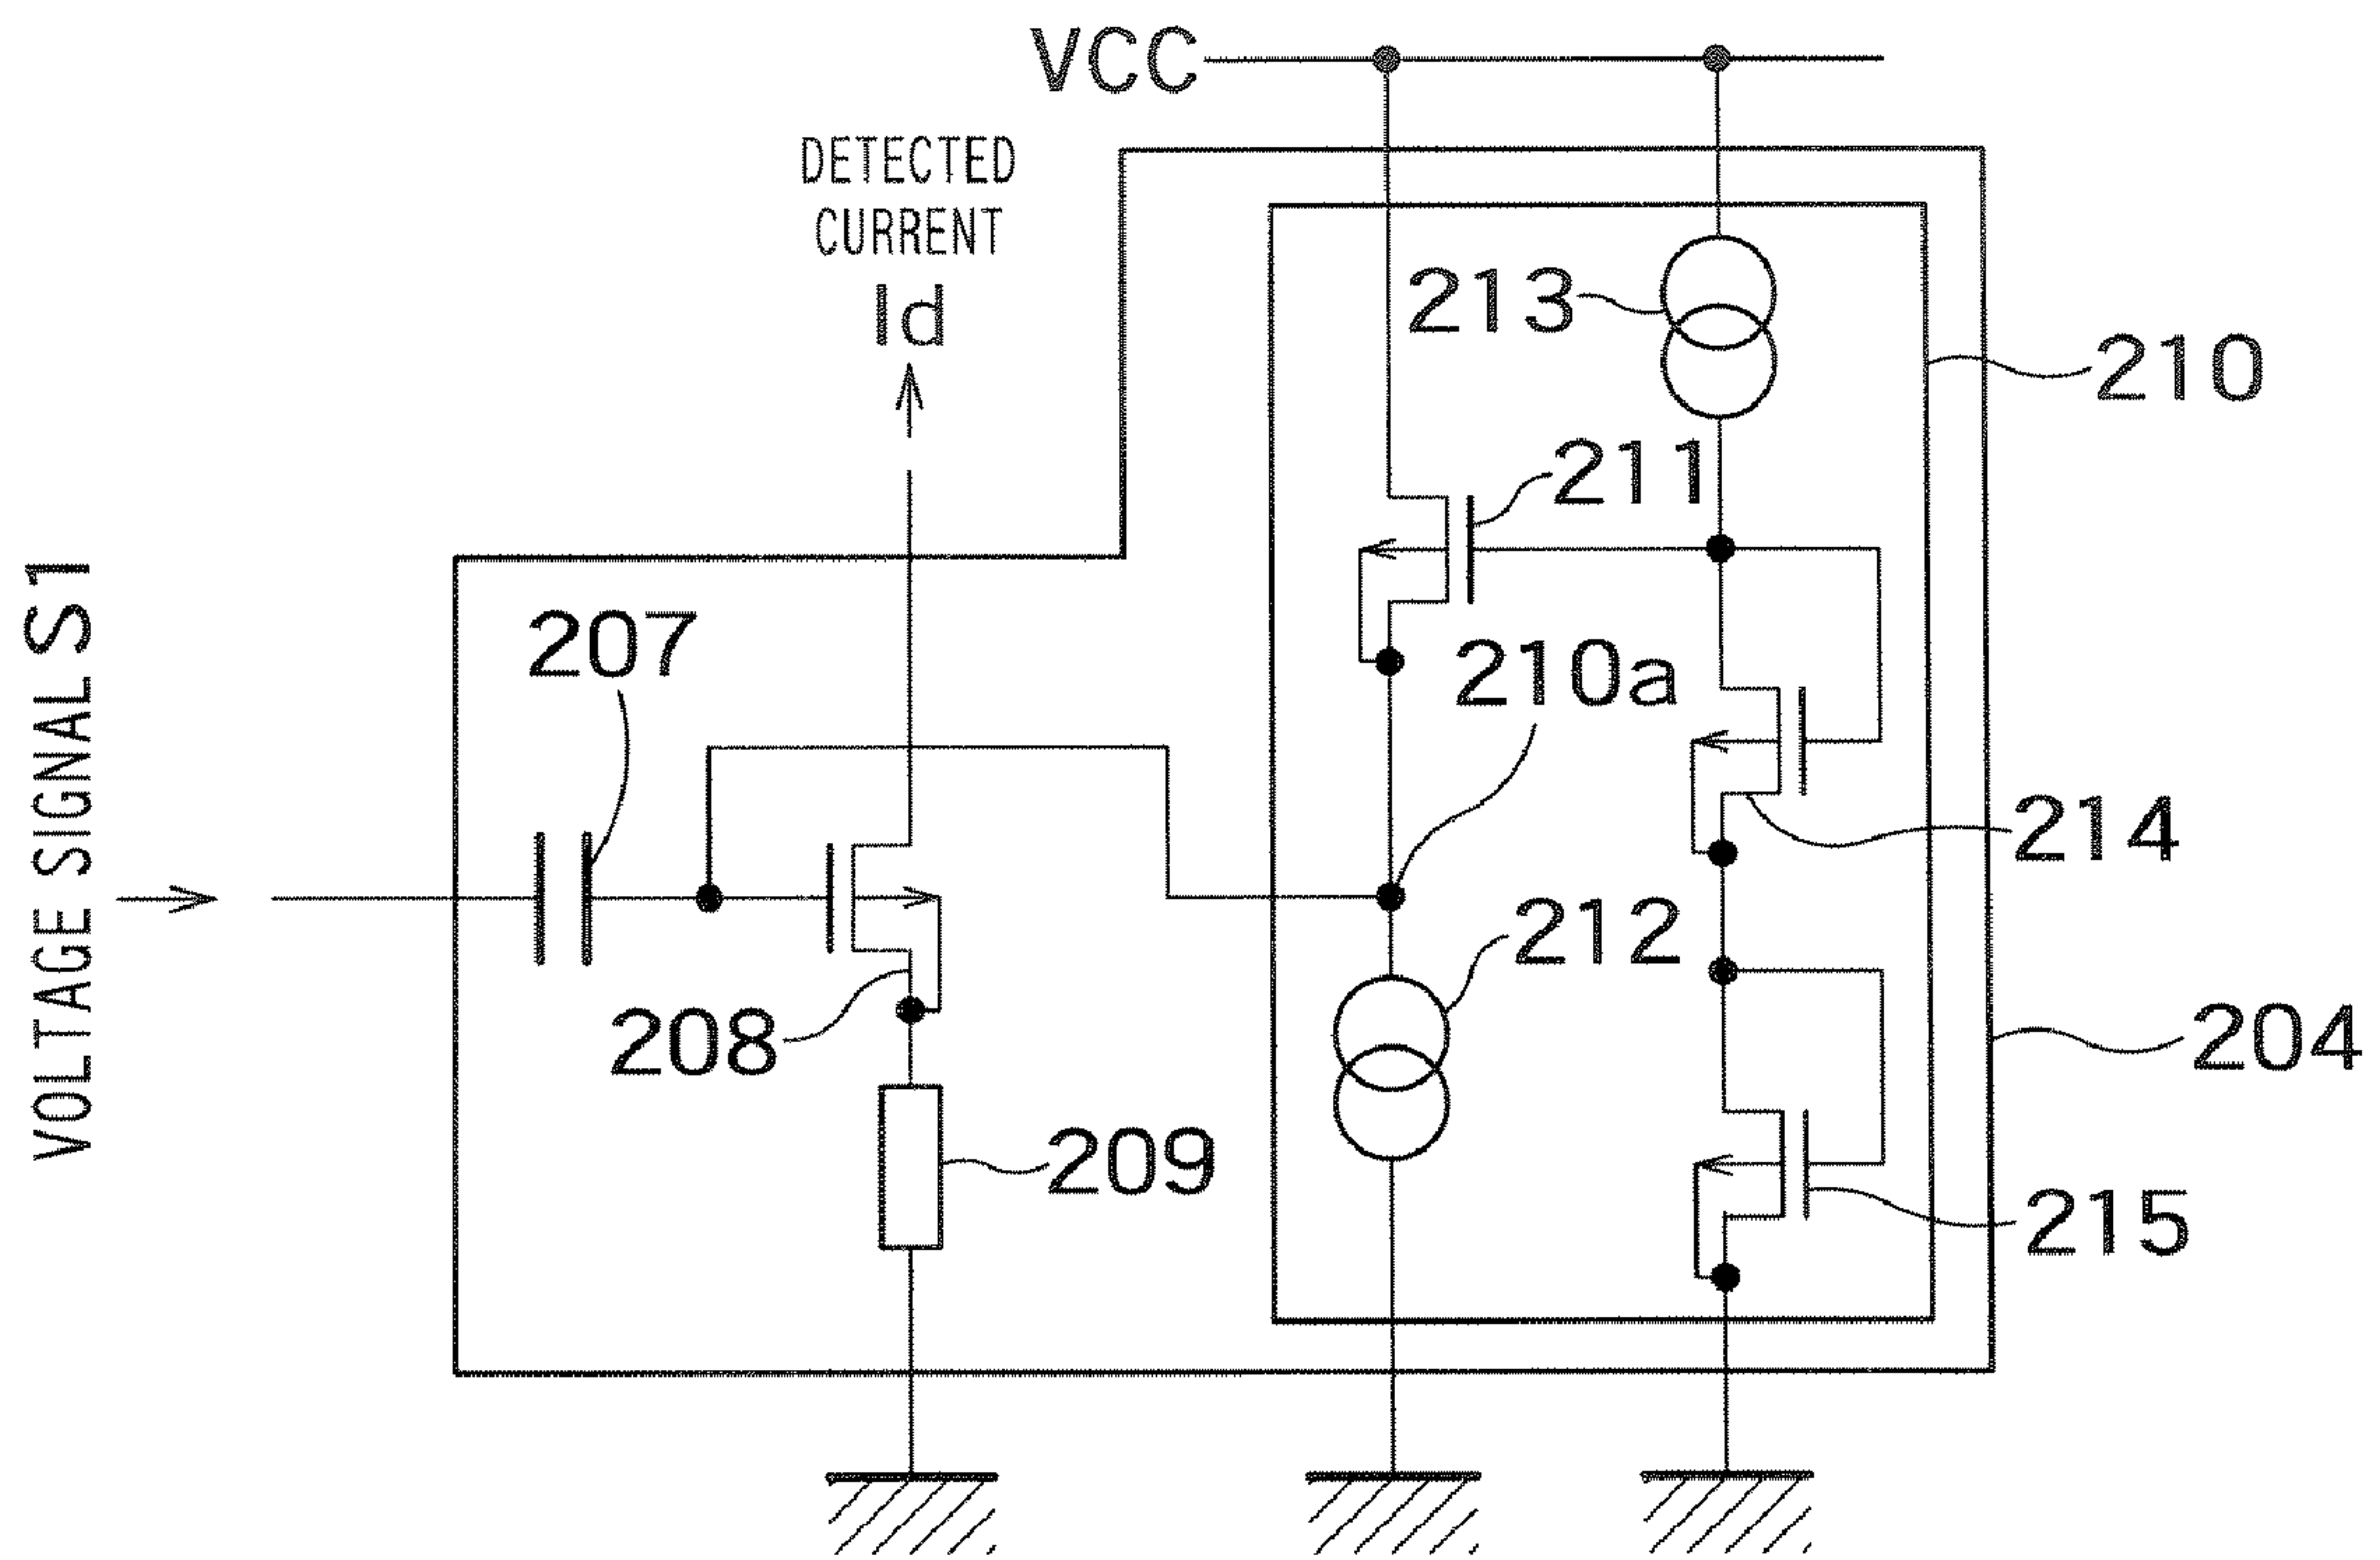 VCC
DETECTED
CURRENT
Id
213
210
211
207
210a
VOLTAGE SIGNAL S1
214
212
208
204
209
215